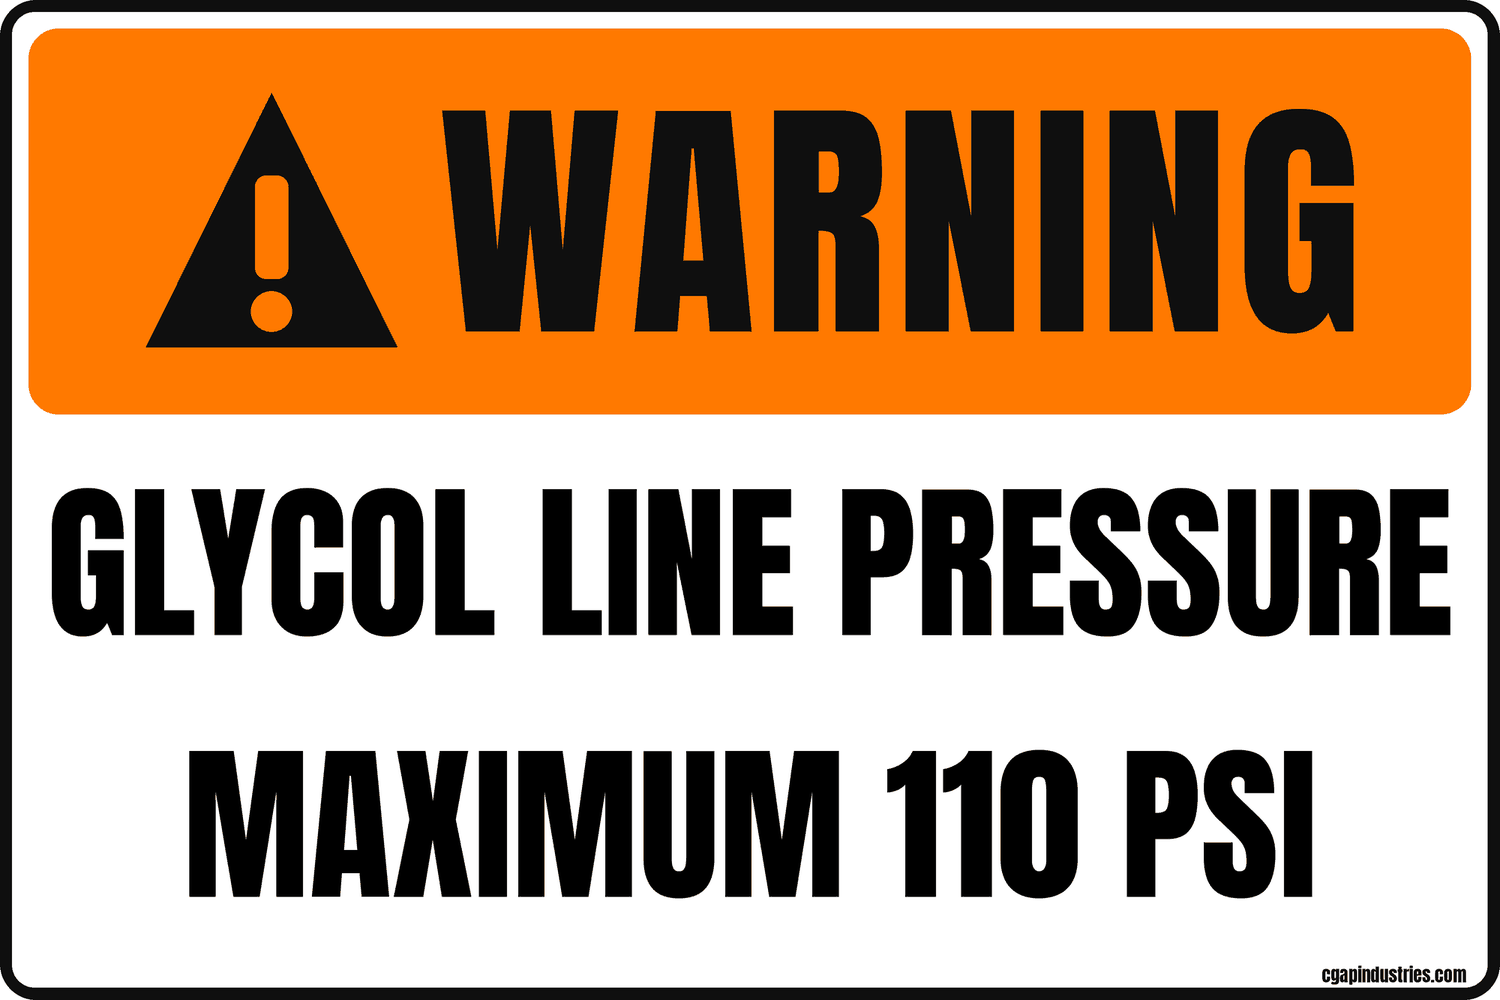 WARNING
GLYCOL LINE PRESSURE
MAXIMUM 110 PSI
cgapindustries.com